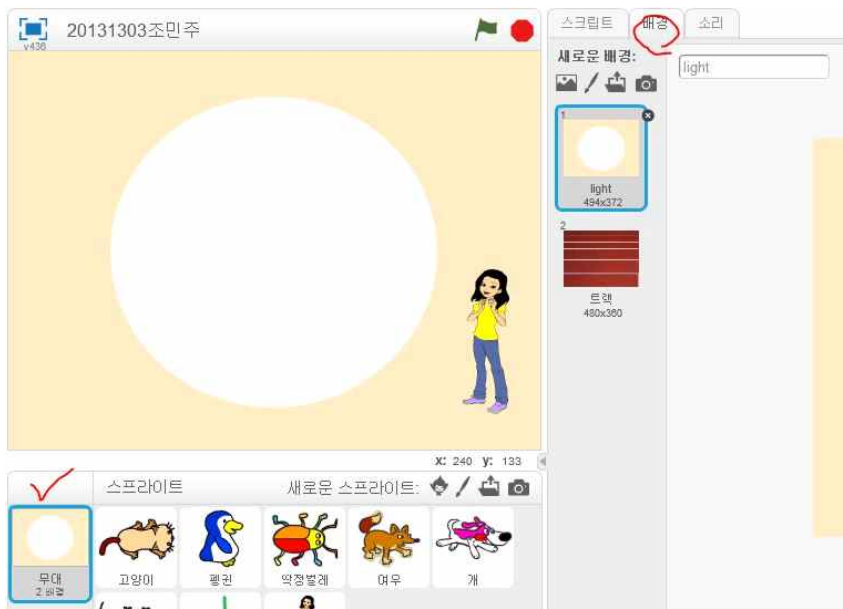 20131303조민주
v436
스크립트 배경 소리
새로운 배경:
light
1
light
494x372
2
트랙
480x360
x: 240 y: 133
스프라이트 새로운 스프라이트:
무대
2 배경
고양이 펭귄 딱정벌레 여우 개